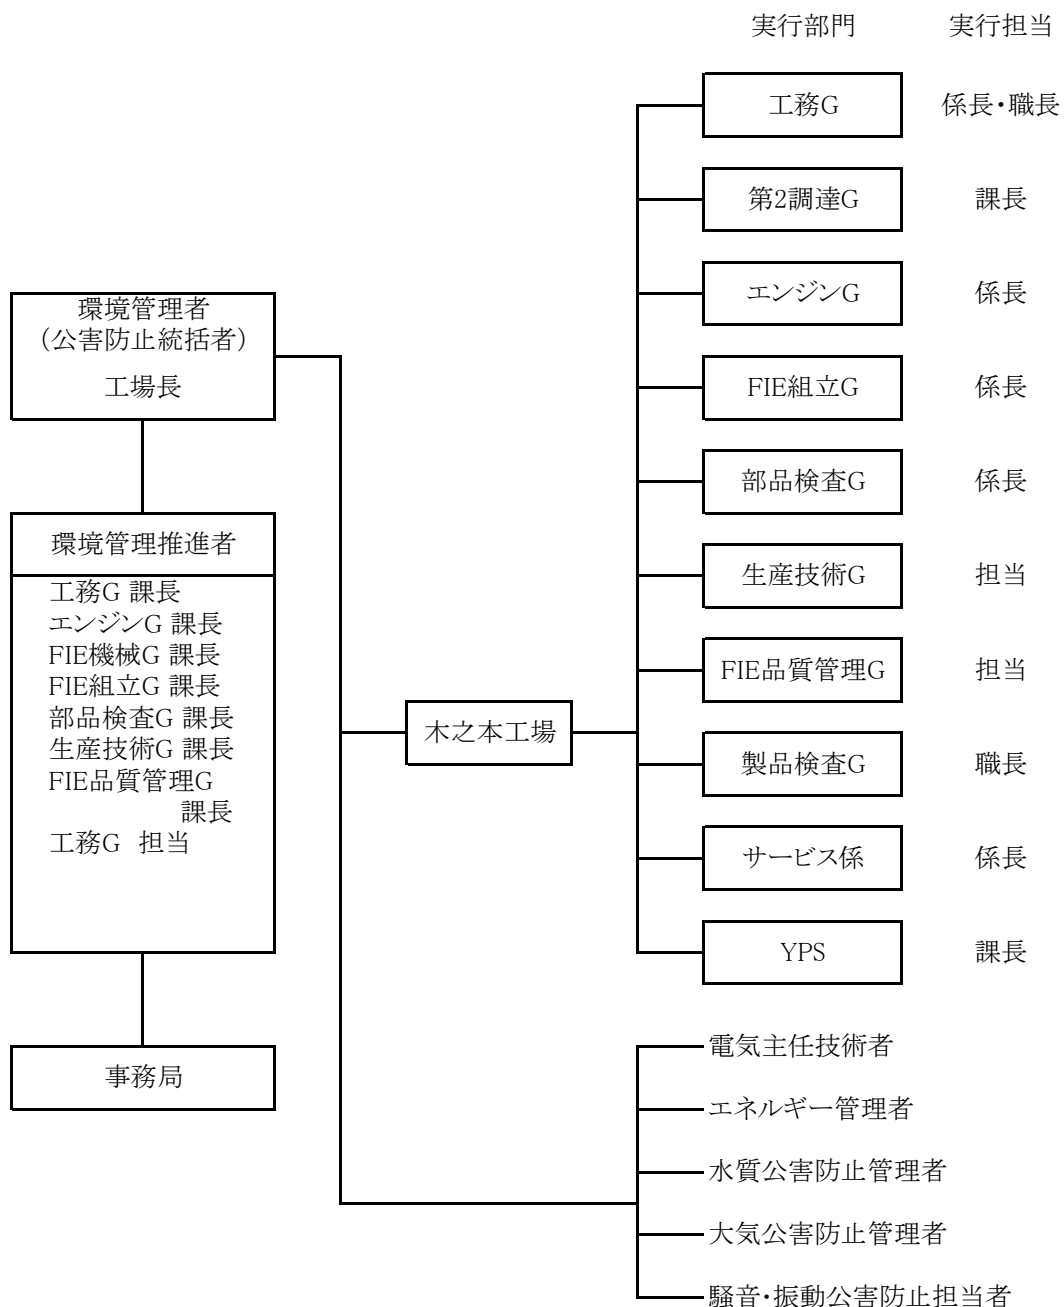 実行部門 実行担当
工務G 係長・職長
第2調達G 課長
エンジンG 係長
環境管理者
（公害防止統括者）
工場長
FIE組立G 係長
部品検査G 係長
環境管理推進者
工務G 課長
エンジンG 課長
FIE機械G 課長
FIE組立G 課長
部品検査G 課長
生産技術G 課長
FIE品質管理G
課長
工務G 担当
生産技術G 担当
FIE品質管理G 担当
木之本工場
製品検査G 職長
サービス係 係長
YPS 課長
事務局
電気主任技術者
エネルギー管理者
水質公害防止管理者
大気公害防止管理者
騒音・振動公害防止担当者